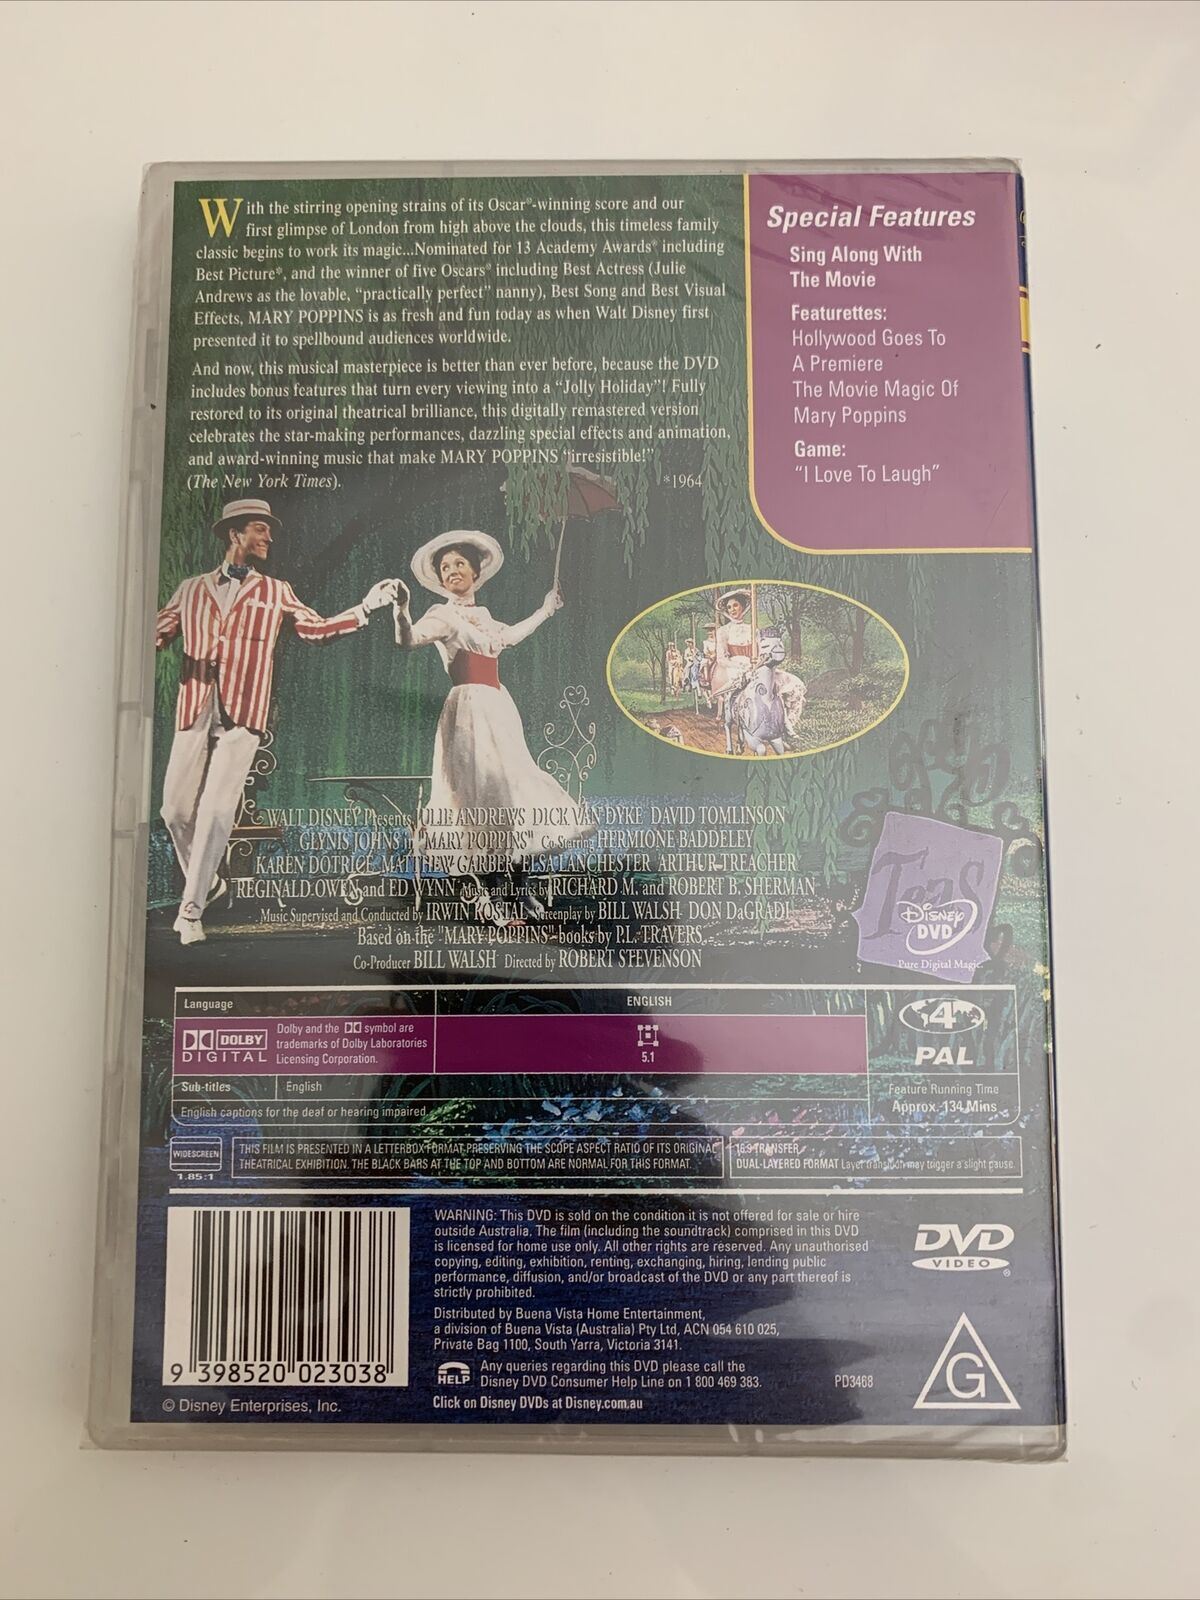 With the stirring opening strains of its Oscar®-winning score and our
first glimpse of London from high above the clouds, this timeless family
classic begins to work its magic...Nominated for 13 Academy Awards® including
Best Picture*, and the winner of five Oscars® including Best Actress (Julie
Andrews as the lovable, "practically perfect" nanny), Best Song and Best Visual
Effects, MARY POPPINS is as fresh and fun today as when Walt Disney first
presented it to spellbound audiences worldwide.
And now, this musical masterpiece is better than ever before, because the DVD
includes bonus features that turn every viewing into a "Jolly Holiday"! Fully
restored to its original theatrical brilliance, this digitally remastered version
celebrates the star-making performances, dazzling special effects and animation,
and award-winning music that make MARY POPPINS "irresistible!"
(The New York Times).
*1964
Special Features
Sing Along With
The Movie
Featurettes:
Hollywood Goes To
A Premiere
The Movie Magic Of
Mary Poppins
Game:
"I Love To Laugh"
WALT DISNEY Presents JULIE ANDREWS DICK VAN DYKE DAVID TOMLINSON
GLYNIS JOHNS in "MARY POPPINS" Co-Starring HERMIONE BADDELEY
KAREN DOTRICE MATTHEW GARBER ELSA LANCHESTER ARTHUR TREACHER
REGINALD OWEN and ED WYNN Music and Lyrics by RICHARD M. and ROBERT B. SHERMAN
Music Supervised and Conducted by IRWIN KOSTAL Screenplay by BILL WALSH DON DaGRADI
Based on the "MARY POPPINS" books by P.L. TRAVERS
Co-Producer BILL WALSH Directed by ROBERT STEVENSON
Disney
DVD
Pure Digital Magic.
Language
ENGLISH
DOLBY
DIGITAL
Dolby and the DD symbol are
trademarks of Dolby Laboratories
Licensing Corporation.
5.1
Sub-titles
English
English captions for the deaf or hearing impaired
4
PAL
Feature Running Time
Approx. 134 Mins
WIDESCREEN
1.85:1
THIS FILM IS PRESENTED IN A LETTERBOX FORMAT PRESERVING THE SCOPE ASPECT RATIO OF ITS ORIGINAL
THEATRICAL EXHIBITION. THE BLACK BARS AT THE TOP AND BOTTOM ARE NORMAL FOR THIS FORMAT.
16:9 TRANSFER
DUAL-LAYERED FORMAT Layer transition may trigger a slight pause.
9 398520 023038
© Disney Enterprises, Inc.
WARNING: This DVD is sold on the condition it is not offered for sale or hire
outside Australia. The film (including the soundtrack) comprised in this DVD
is licensed for home use only. All other rights are reserved. Any unauthorised
copying, editing, exhibition, renting, exchanging, hiring, lending public
performance, diffusion, and/or broadcast of the DVD or any part thereof is
strictly prohibited.
Distributed by Buena Vista Home Entertainment,
a division of Buena Vista (Australia) Pty Ltd, ACN 054 610 025,
Private Bag 1100, South Yarra, Victoria 3141.
HELP
Any queries regarding this DVD please call the
Disney DVD Consumer Help Line on 1 800 469 383.
PD3468
Click on Disney DVDs at Disney.com.au
DVD
VIDEO
®
G